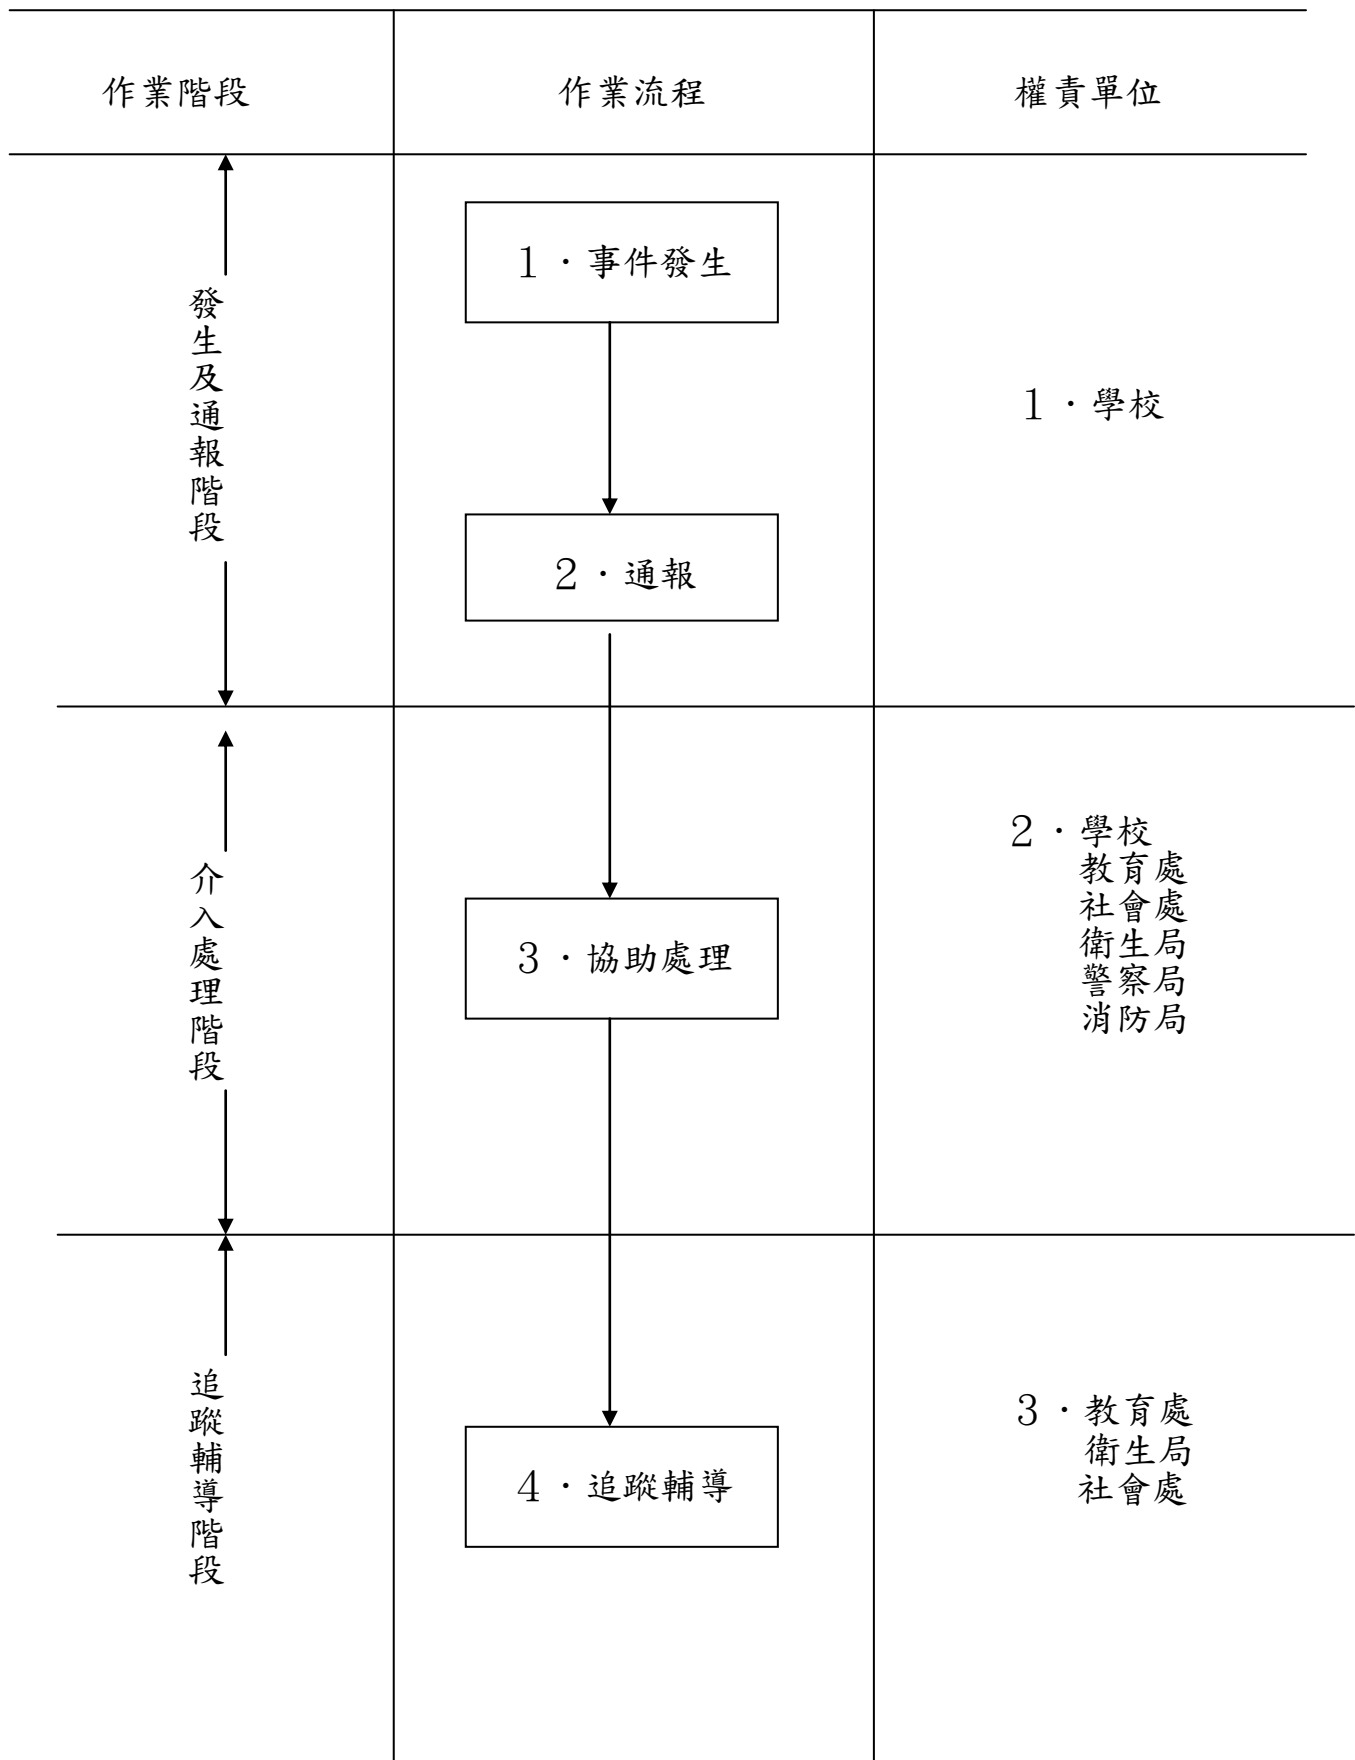 作業階段
作業流程
權責單位
發生及通報階段
1．事件發生
2．通報
1．學校
介入處理階段
3．協助處理
2．學校
教育處
社會處
衛生局
警察局
消防局
追蹤輔導階段
4．追蹤輔導
3．教育處
衛生局
社會處